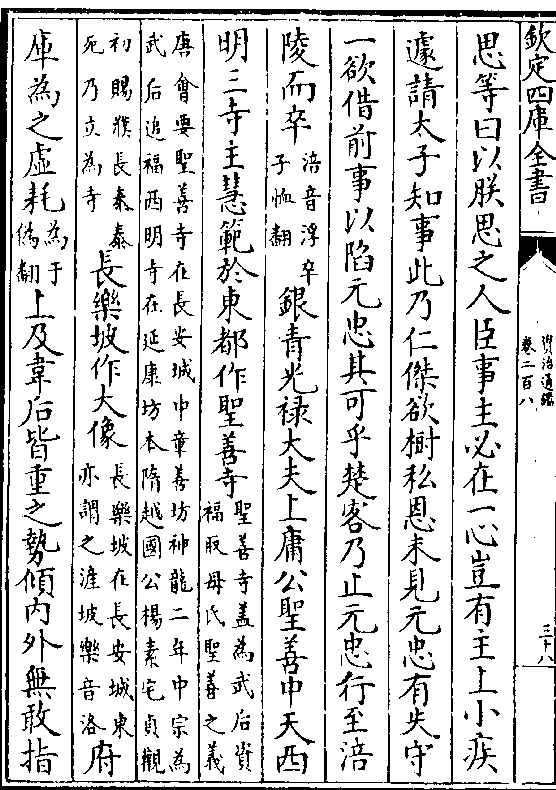 欽定四庫全書
資治通鑑
卷二百八
三十八
思等曰以朕思之人臣事主必在一心豈有主上小疾
遽請太子知事此乃仁傑欲樹私恩未見元忠有失守
一欲借前事以陷元忠其可乎楚客乃止元忠行至涪
陵而卒涪音浮卒子恤翻銀青光禄大夫上庸公聖善中天西
明三寺主慧範於東都作聖善寺聖善寺盖為武后資福取母氏聖善之義
唐會要聖善寺在長安城中章善坊神龍二年中宗為
武后追福西明寺在延康坊本隋越國公楊素宅貞觀
初賜濮長泰泰死乃立為寺長樂坡作大像長樂坡在長安城東亦謂之滻坡樂音洛府
庫為之虚耗為于偽翻上及韋后皆重之勢傾内外無敢指